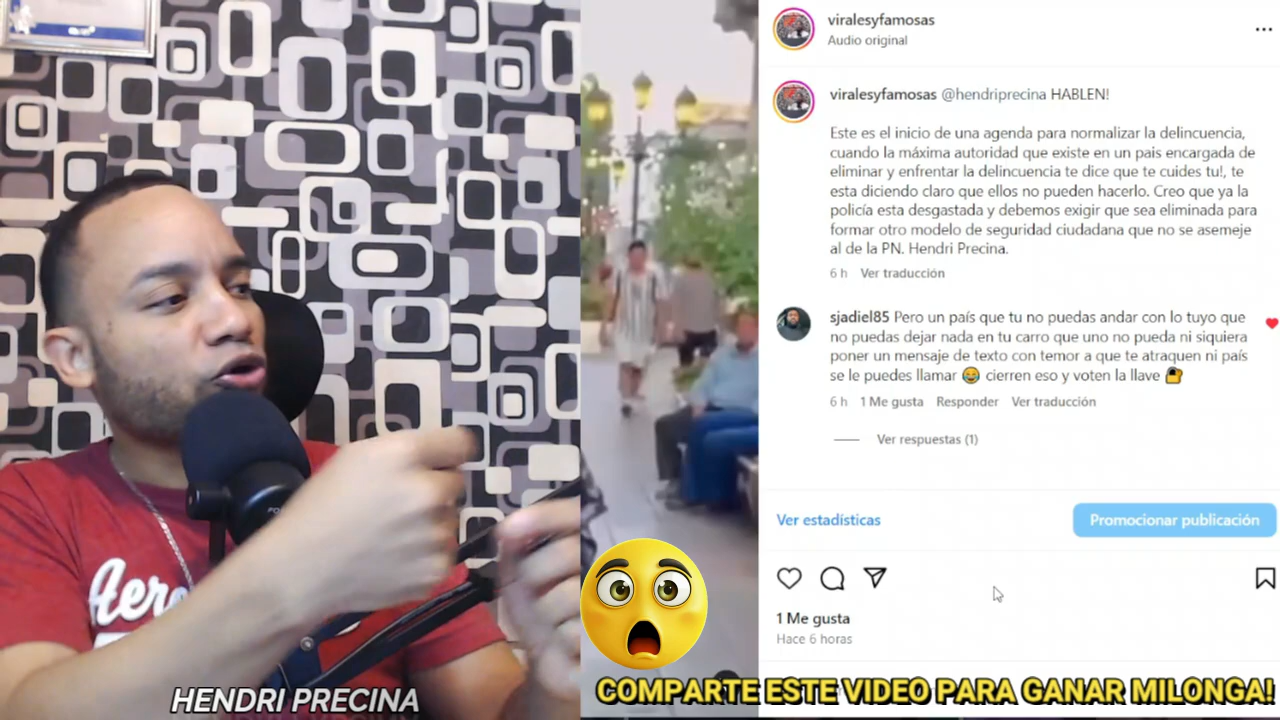 viralesyfamosas
Audio original
viralesyfamosas @hendriprecina HABLEN!
Este es el inicio de una agenda para normalizar la delincuencia,
cuando la máxima autoridad que existe en un pais encargada de
eliminar y enfrentar la delincuencia te dice que te cuides tu!, te
esta diciendo claro que ellos no pueden hacerlo. Creo que ya la
policía esta desgastada y debemos exigir que sea eliminada para
formar otro modelo de seguridad ciudadana que no se asemeje
al de la PN. Hendri Precina.
6 h Ver traducción
sjadiel85 Pero un país que tu no puedas andar con lo tuyo que
no puedas dejar nada en tu carro que uno no pueda ni siquiera
poner un mensaje de texto con temor a que te atraquen ni país
se le puedes llamar 😂 cierren eso y voten la llave 🔐
6 h 1 Me gusta Responder Ver traducción
Ver respuestas (1)
Ver estadísticas
Promocionar publicación
1 Me gusta
Hace 6 horas
Aero
HENDRI PRECINA
COMPARTE ESTE VIDEO PARA GANAR MILONGA!